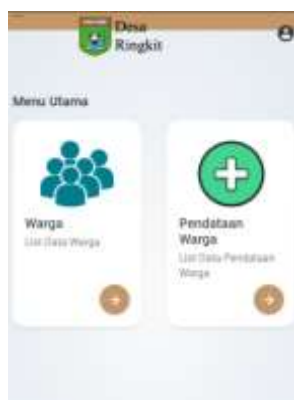 Desa
Ringkit
Menu Utama
Warga
List Data Warga
Pendataan
Warga
List Data Pendataan
Warga